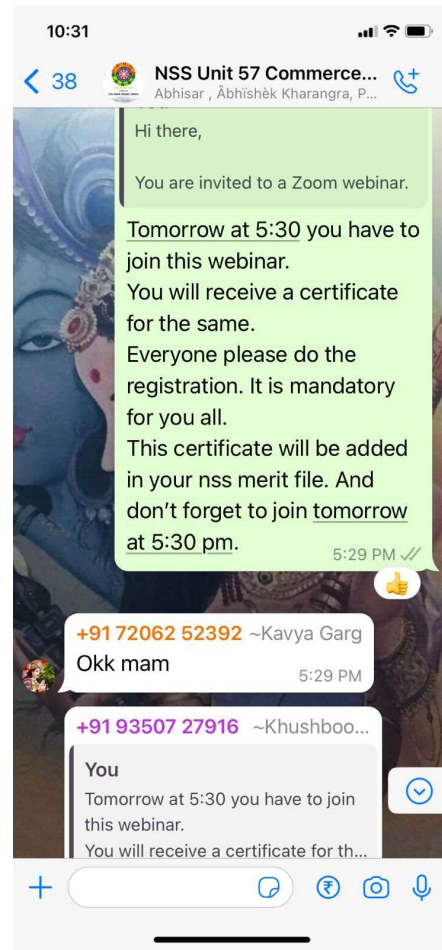 10:31
38
NSS Unit 57 Commerce...
Abhisar , Âbhïshèk Kharangra, P...
Hi there,
You are invited to a Zoom webinar.
Tomorrow at 5:30 you have to
join this webinar.
You will receive a certificate
for the same.
Everyone please do the
registration. It is mandatory
for you all.
This certificate will be added
in your nss merit file. And
don't forget to join tomorrow
at 5:30 pm.
5:29 PM
+91 72062 52392 ~Kavya Garg
Okk mam
5:29 PM
+91 93507 27916 ~Khushboo...
You
Tomorrow at 5:30 you have to join
this webinar.
You will receive a certificate for th...
₹